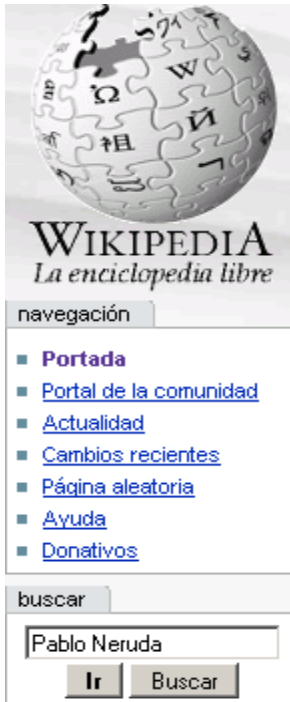 Ω
W
И
祖
WIKIPEDIA
La enciclopedia libre
navegación
Portada
Portal de la comunidad
Actualidad
Cambios recientes
Página aleatoria
Ayuda
Donativos
buscar
Pablo Neruda
Ir Buscar